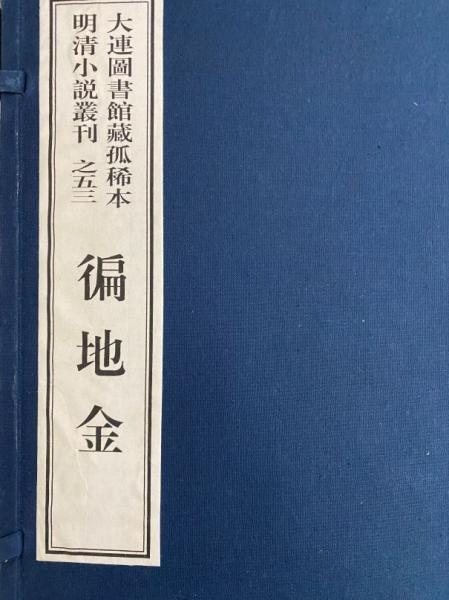 大連圖書館藏孤稀本
明清小説叢刊 之五三
徧地金